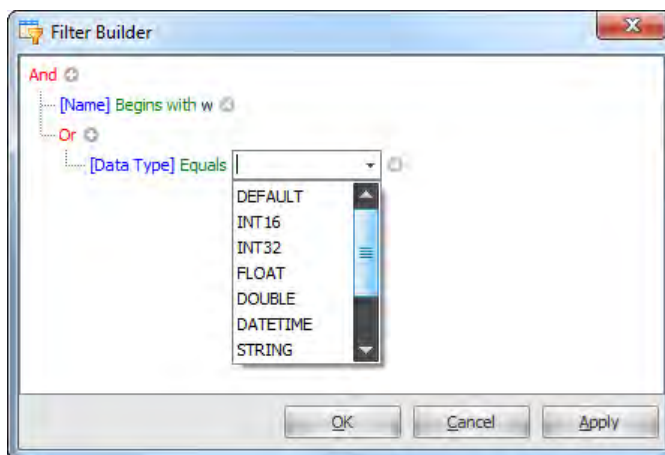 Filter Builder
And
[Name] Begins with w
Or
[Data Type] Equals
DEFAULT
INT16
INT32
FLOAT
DOUBLE
DATETIME
STRING
OK Cancel Apply